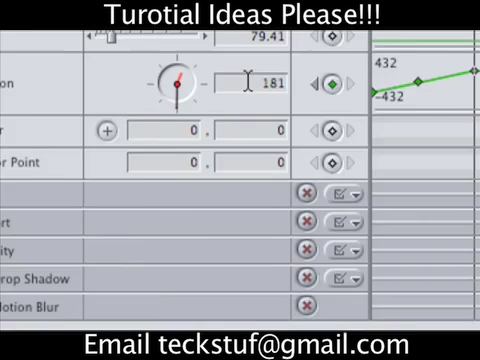 Turotial Ideas Please!!!
79.41
432
on
181
-432
r
0 . 0
or Point
0 . 0
rt
ity
rop Shadow
otion Blur
Email teckstuf@gmail.com